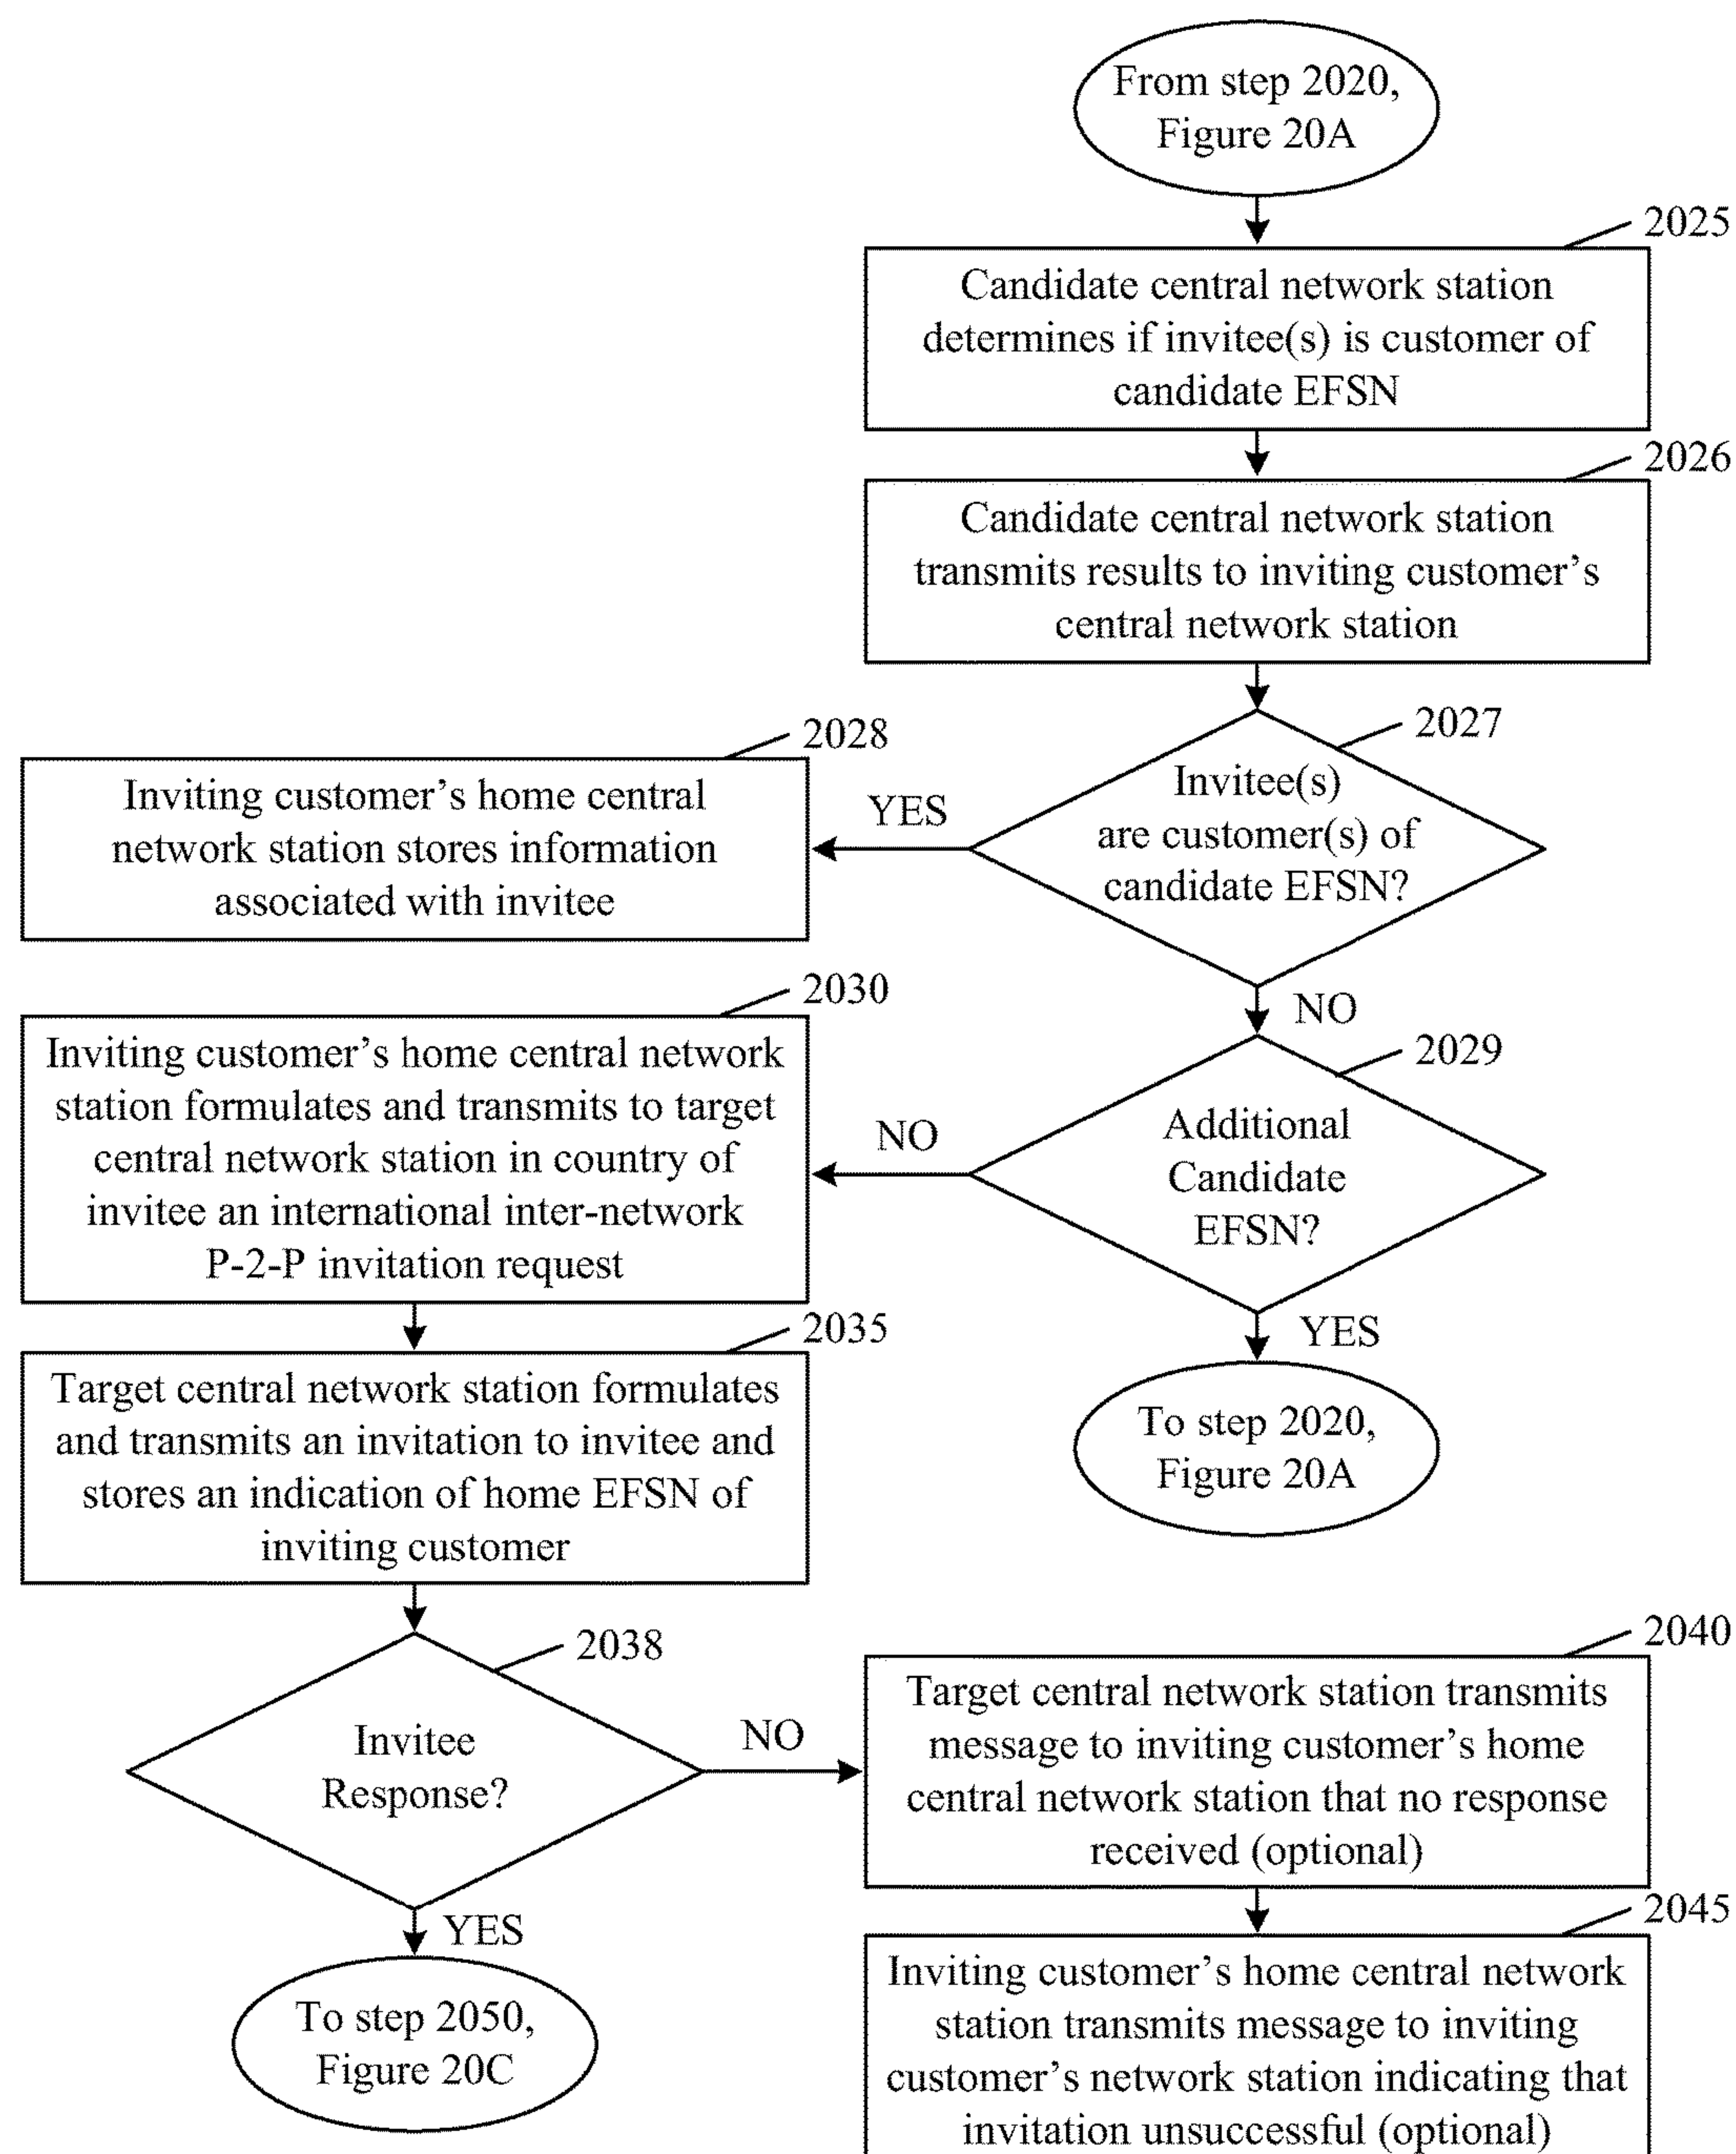 From step 2020,
Figure 20A
2025
Candidate central network station
determines if invitee(s) is customer of
candidate EFSN
2026
Candidate central network station
transmits results to inviting customer's
central network station
2027
Invitee(s)
are customer(s) of
candidate EFSN?
YES
2028
Inviting customer's home central
network station stores information
associated with invitee
NO
2029
Additional
Candidate
EFSN?
NO
2030
Inviting customer's home central network
station formulates and transmits to target
central network station in country of
invitee an international inter-network
P-2-P invitation request
YES
To step 2020,
Figure 20A
2035
Target central network station formulates
and transmits an invitation to invitee and
stores an indication of home EFSN of
inviting customer
2038
Invitee
Response?
NO
2040
Target central network station transmits
message to inviting customer's home
central network station that no response
received (optional)
YES
To step 2050,
Figure 20C
2045
Inviting customer's home central network
station transmits message to inviting
customer's network station indicating that
invitation unsuccessful (optional)